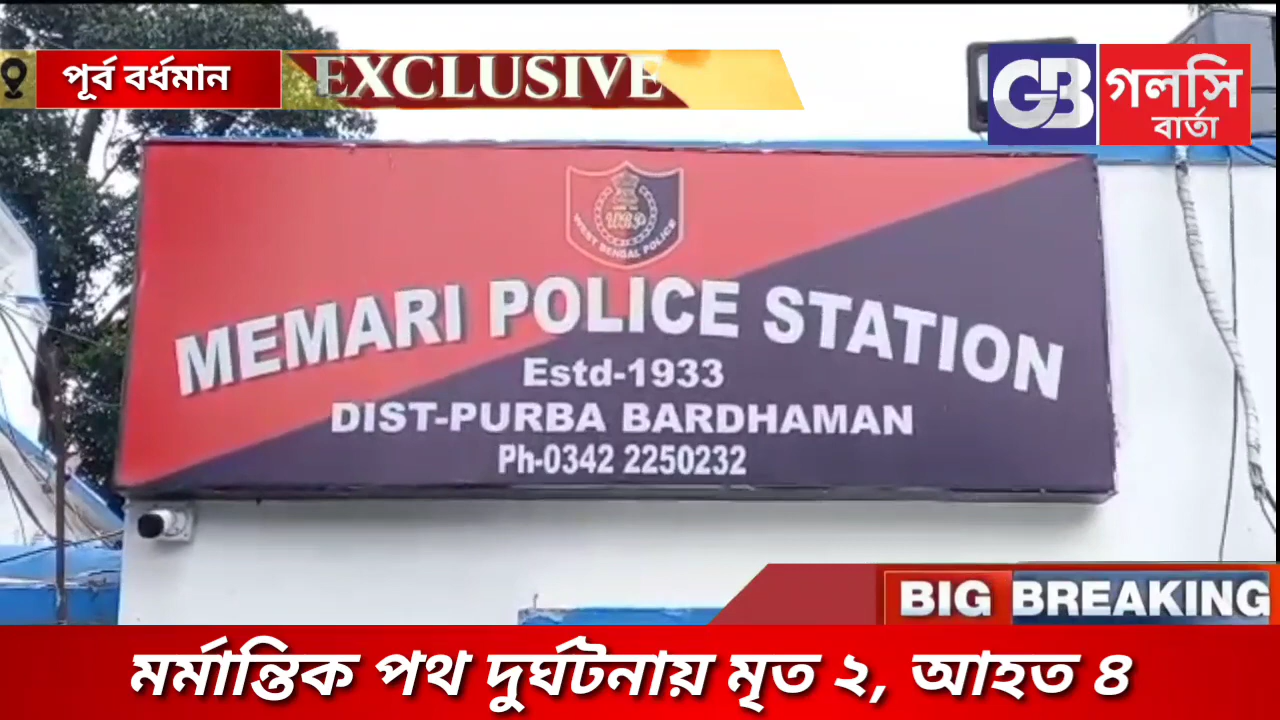 পূর্ব বর্ধমান
EXCLUSIVE
GB গলসি
বার্তা
WEST BENGAL POLICE
MEMARI POLICE STATION
Estd-1933
DIST-PURBA BARDHAMAN
Ph-0342 2250232
BIG BREAKING
মর্মান্তিক পথ দুর্ঘটনায় মৃত ২, আহত ৪